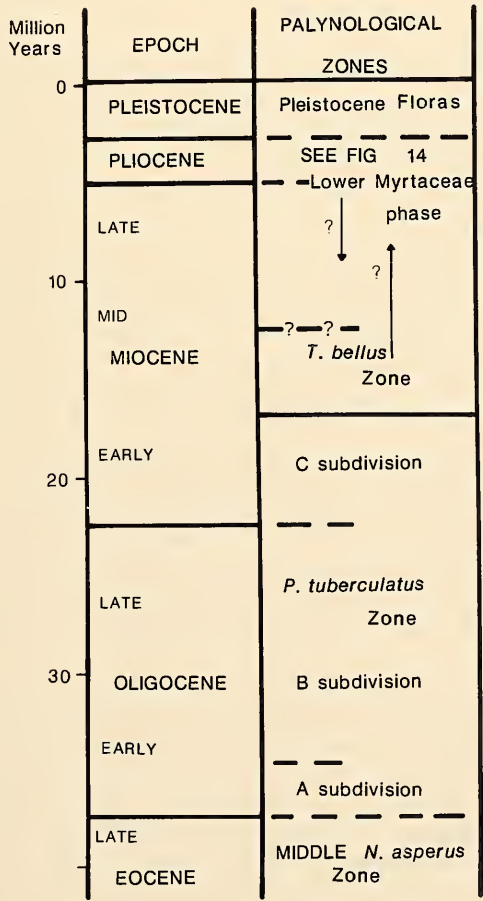 Million
Years
EPOCH
PALYNOLOGICAL
ZONES
0
PLEISTOCENE
Pleistocene Floras
PLIOCENE
SEE FIG 14
Lower Myrtaceae
phase
LATE
?
?
10
MID
? ?
MIOCENE
T. bellus
Zone
EARLY
C subdivision
20
P. tuberculatus
LATE
Zone
30
OLIGOCENE
B subdivision
EARLY
A subdivision
LATE
MIDDLE N. asperus
EOCENE
Zone